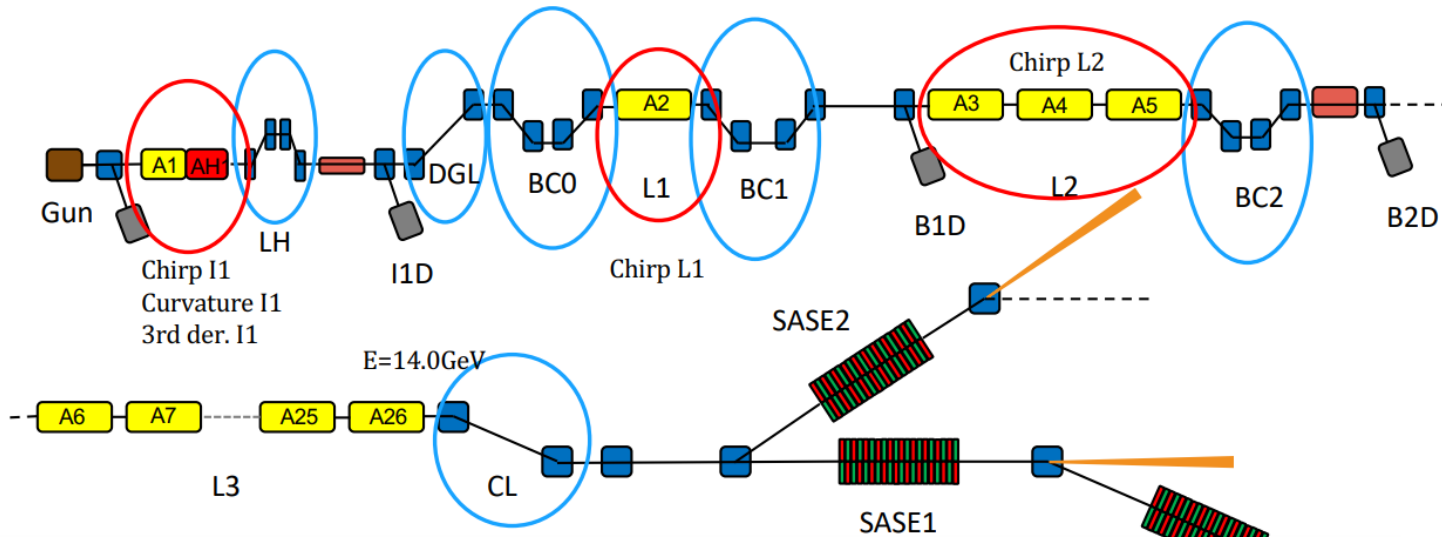 Chirp L2
A2
A3
A4
A5
A1
AH1
Gun
LH
I1D
DGL
BC0
L1
BC1
B1D
L2
BC2
B2D
Chirp I1
Curvature I1
3rd der. I1
Chirp L1
SASE2
E=14.0GeV
A6
A7
A25
A26
L3
CL
SASE1